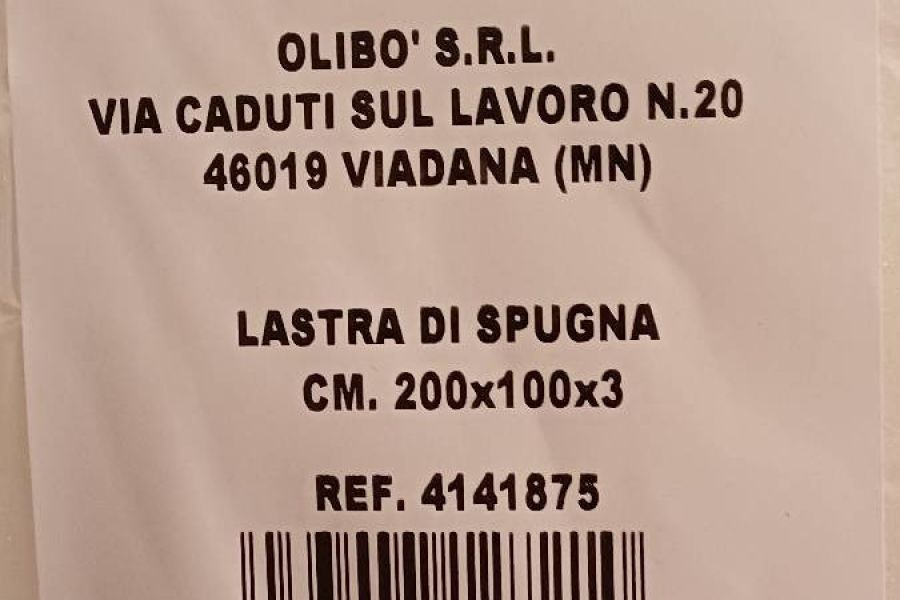 OLIBO' S.R.L.
VIA CADUTI SUL LAVORO N.20
46019 VIADANA (MN)
LASTRA DI SPUGNA
CM. 200x100x3
REF. 4141875